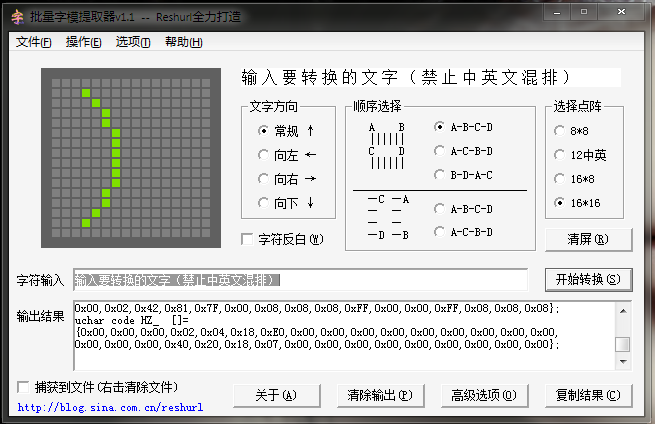 批量字模提取器v1.1 -- Reshurl全力打造
文件(F) 操作(E) 选项(T) 帮助(H)
输入要转换的文字（禁止中英文混排）
文字方向
常规 ↑
向左 ←
向右 →
向下 ↓
字符反白(W)
顺序选择
A B
C D
A-B-C-D
A-C-B-D
B-D-A-C
C A
D B
A-B-C-D
A-C-B-D
选择点阵
8*8
12中英
16*8
16*16
清屏(R)
字符输入
输入要转换的文字（禁止中英文混排）
开始转换(S)
输出结果
0x00,0x02,0x42,0x81,0x7F,0x00,0x08,0x08,0x08,0xFF,0x00,0x00,0xFF,0x08,0x08,0x08};
uchar code HZ_ []=
{0x00,0x00,0x00,0x02,0x04,0x18,0xE0,0x00,0x00,0x00,0x00,0x00,0x00,0x00,0x00,0x00,
0x00,0x00,0x00,0x40,0x20,0x18,0x07,0x00,0x00,0x00,0x00,0x00,0x00,0x00,0x00,0x00};
捕获到文件(右击清除文件)
http://blog.sina.com.cn/reshurl
关于(A)
清除输出(P)
高级选项(O)
复制结果(C)